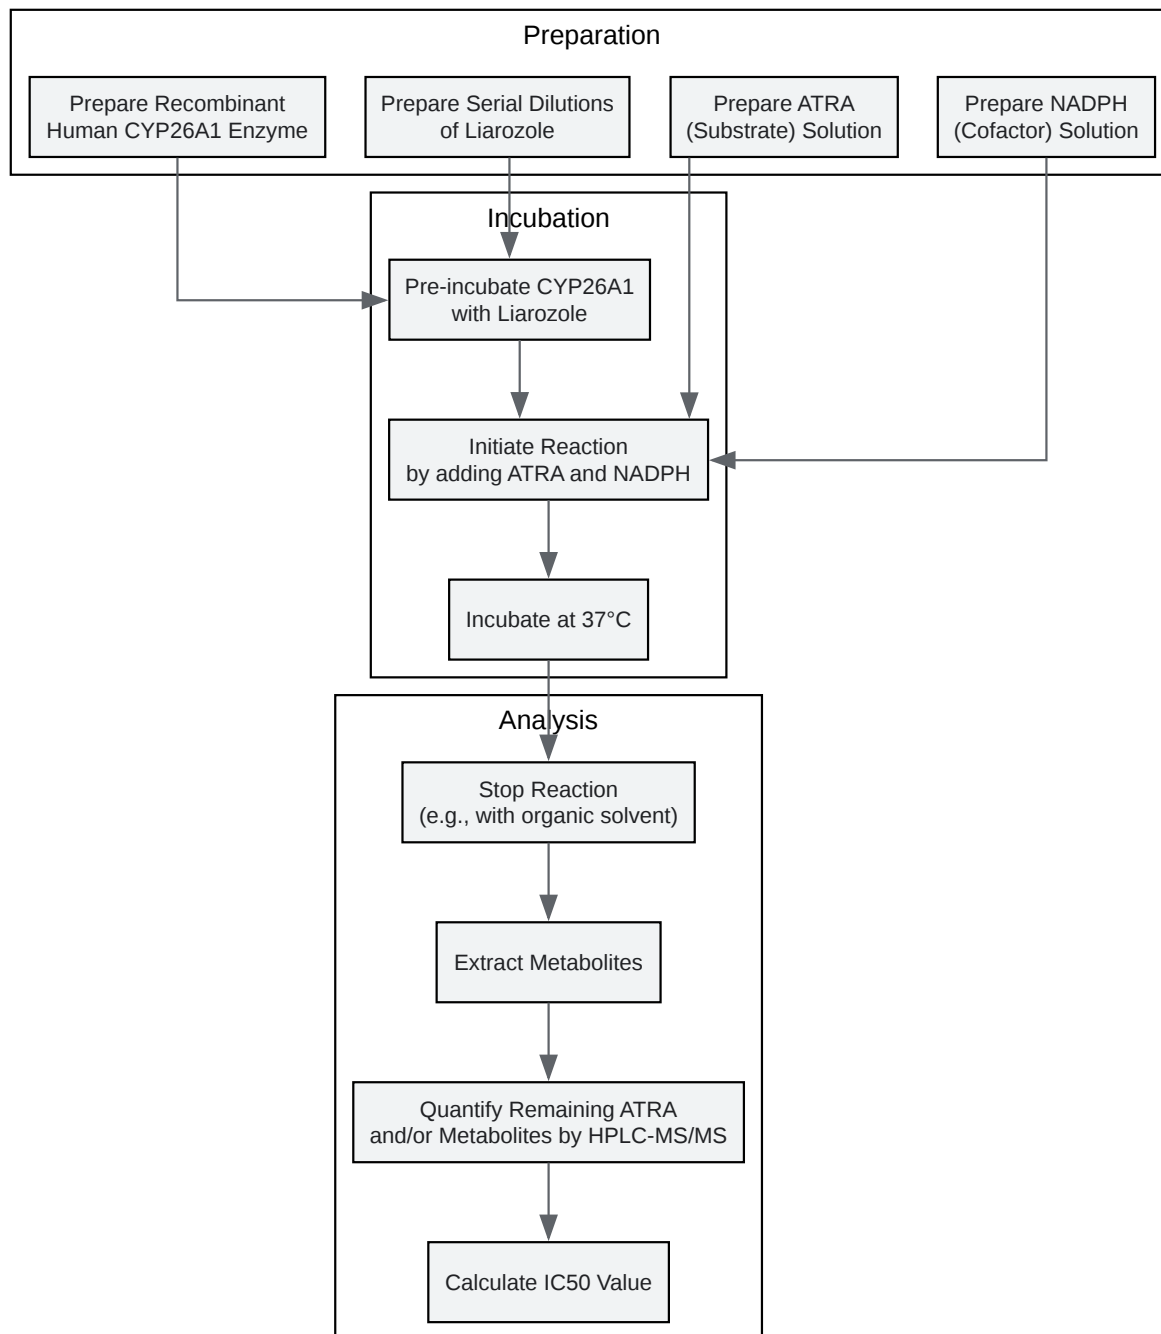 Preparation
Prepare Recombinant
Human CYP26A1 Enzyme
Prepare Serial Dilutions
of Liarozole
Prepare ATRA
(Substrate) Solution
Prepare NADPH
(Cofactor) Solution
Incubation
Pre-incubate CYP26A1
with Liarozole
Initiate Reaction
by adding ATRA and NADPH
Incubate at 37°C
Analysis
Stop Reaction
(e.g., with organic solvent)
Extract Metabolites
Quantify Remaining ATRA
and/or Metabolites by HPLC-MS/MS
Calculate IC50 Value